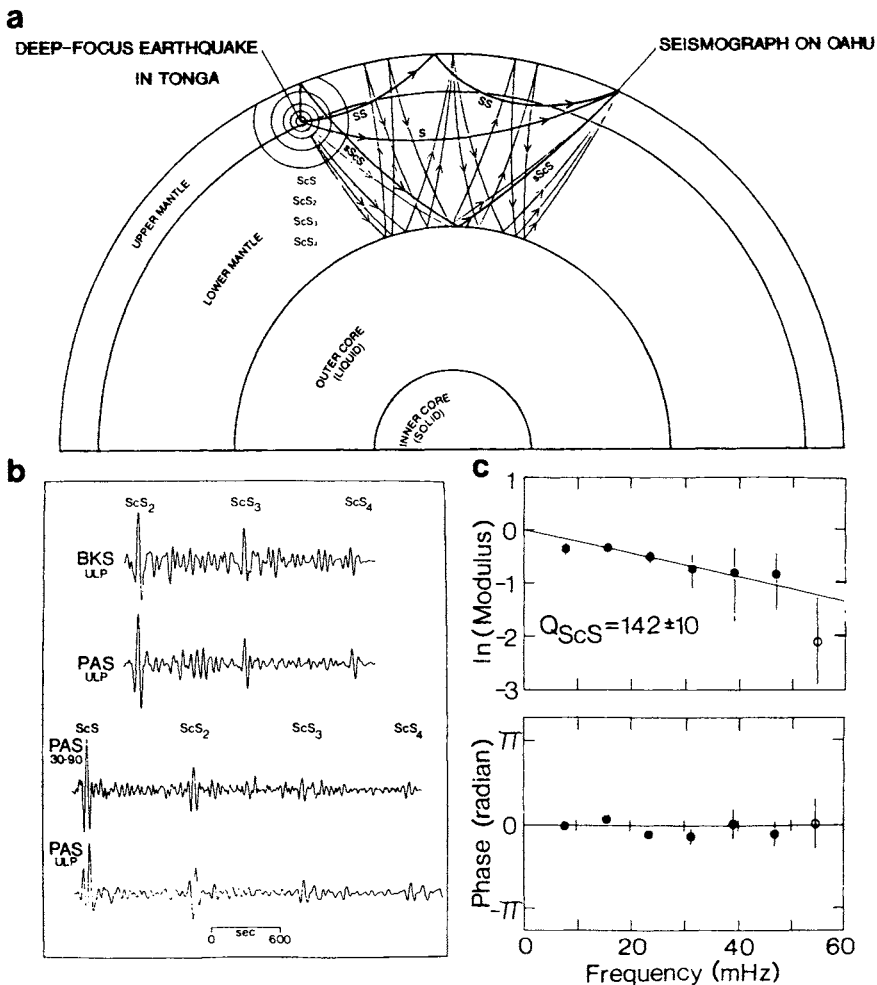 a
DEEP-FOCUS EARTHQUAKE
IN TONGA
SEISMOGRAPH ON OAHU
SS
SS
S
sScS
sScS
ScS
ScS₂
ScS₃
ScS₄
UPPER MANTLE
LOWER MANTLE
OUTER CORE
(LIQUID)
INNER CORE
(SOLID)
b
ScS₂
ScS₃
ScS₄
BKS
ULP
PAS
ULP
ScS
ScS₂
ScS₃
ScS₄
PAS
30-90
PAS
ULP
0 sec 600
c
ln(Modulus)
1
0
-1
-2
-3
Q_ScS=142±10
Phase (radian)
π
0
-π
0 20 40 60
Frequency (mHz)